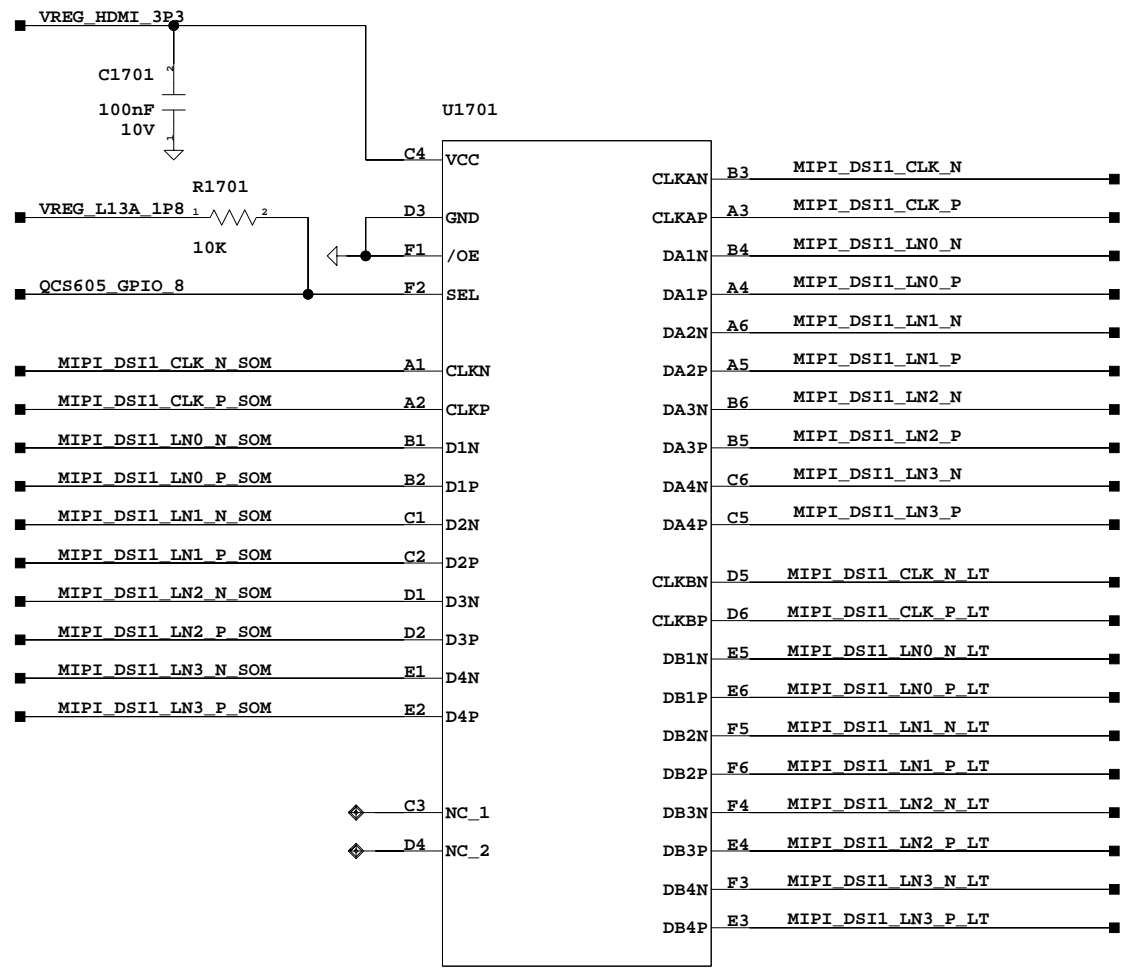 VREG_HDMI_3P3
2
C1701
100nF
10V
1
U1701
C4 VCC
R1701
VREG_L13A_1P8 1 2
10K
D3 GND
F1 /OE
QCS605_GPIO_8 F2 SEL
MIPI_DSI1_CLK_N_SOM A1 CLKN
MIPI_DSI1_CLK_P_SOM A2 CLKP
MIPI_DSI1_LN0_N_SOM B1 D1N
MIPI_DSI1_LN0_P_SOM B2 D1P
MIPI_DSI1_LN1_N_SOM C1 D2N
MIPI_DSI1_LN1_P_SOM C2 D2P
MIPI_DSI1_LN2_N_SOM D1 D3N
MIPI_DSI1_LN2_P_SOM D2 D3P
MIPI_DSI1_LN3_N_SOM E1 D4N
MIPI_DSI1_LN3_P_SOM E2 D4P
C3 NC_1
D4 NC_2
CLKAN B3 MIPI_DSI1_CLK_N
CLKAP A3 MIPI_DSI1_CLK_P
DA1N B4 MIPI_DSI1_LN0_N
DA1P A4 MIPI_DSI1_LN0_P
DA2N A6 MIPI_DSI1_LN1_N
DA2P A5 MIPI_DSI1_LN1_P
DA3N B6 MIPI_DSI1_LN2_N
DA3P B5 MIPI_DSI1_LN2_P
DA4N C6 MIPI_DSI1_LN3_N
DA4P C5 MIPI_DSI1_LN3_P
CLKBN D5 MIPI_DSI1_CLK_N_LT
CLKBP D6 MIPI_DSI1_CLK_P_LT
DB1N E5 MIPI_DSI1_LN0_N_LT
DB1P E6 MIPI_DSI1_LN0_P_LT
DB2N F5 MIPI_DSI1_LN1_N_LT
DB2P F6 MIPI_DSI1_LN1_P_LT
DB3N F4 MIPI_DSI1_LN2_N_LT
DB3P E4 MIPI_DSI1_LN2_P_LT
DB4N F3 MIPI_DSI1_LN3_N_LT
DB4P E3 MIPI_DSI1_LN3_P_LT